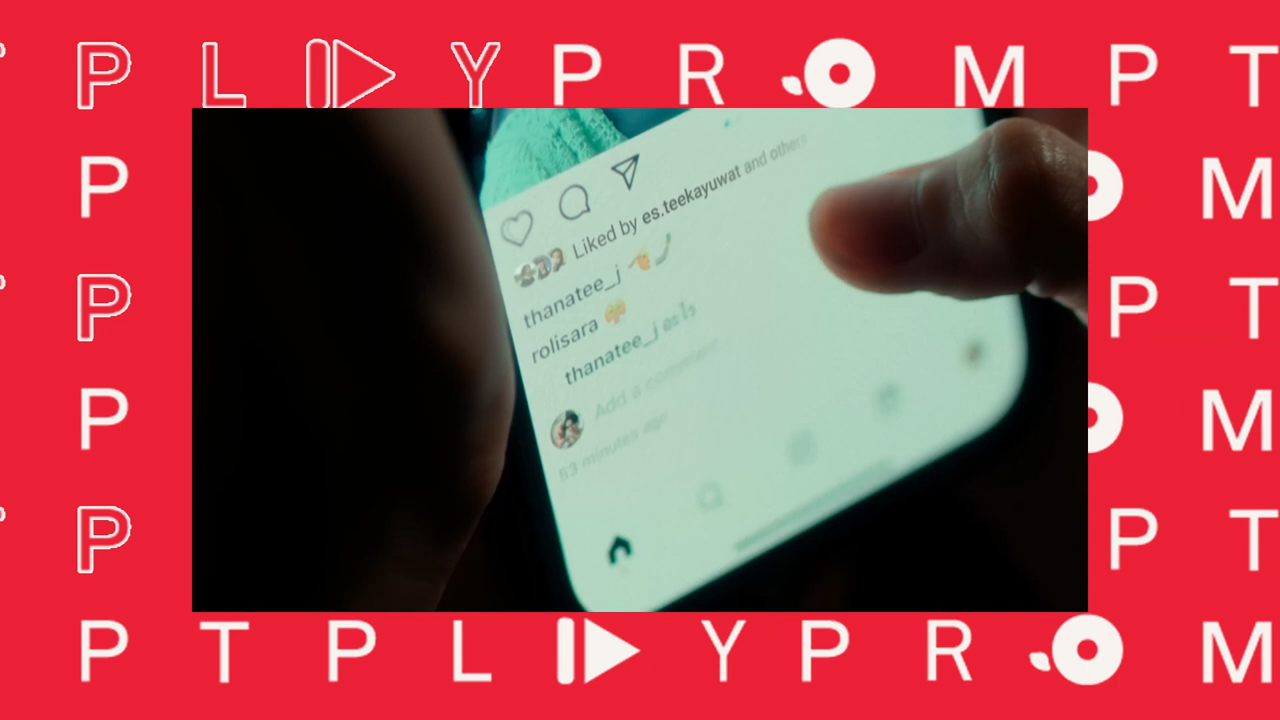 P L A Y P R O M P T
Liked by es.teekayuwat and others
P M
thanatee_j
rolisara
P P T
thanatee_j อะไร
Add a comment
P M
53 minutes ago
P P T
P T P L A Y P R O M